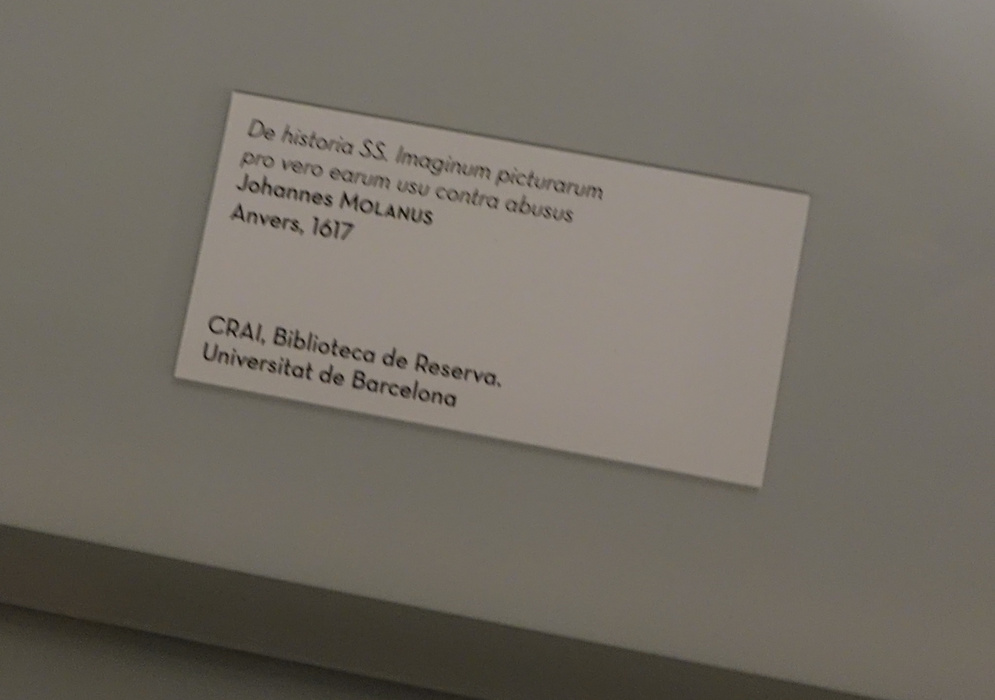 De historia SS. Imaginum picturarum
pro vero earum usu contra abusus
Johannes MOLANUS
Anvers, 1617
CRAI, Biblioteca de Reserva.
Universitat de Barcelona